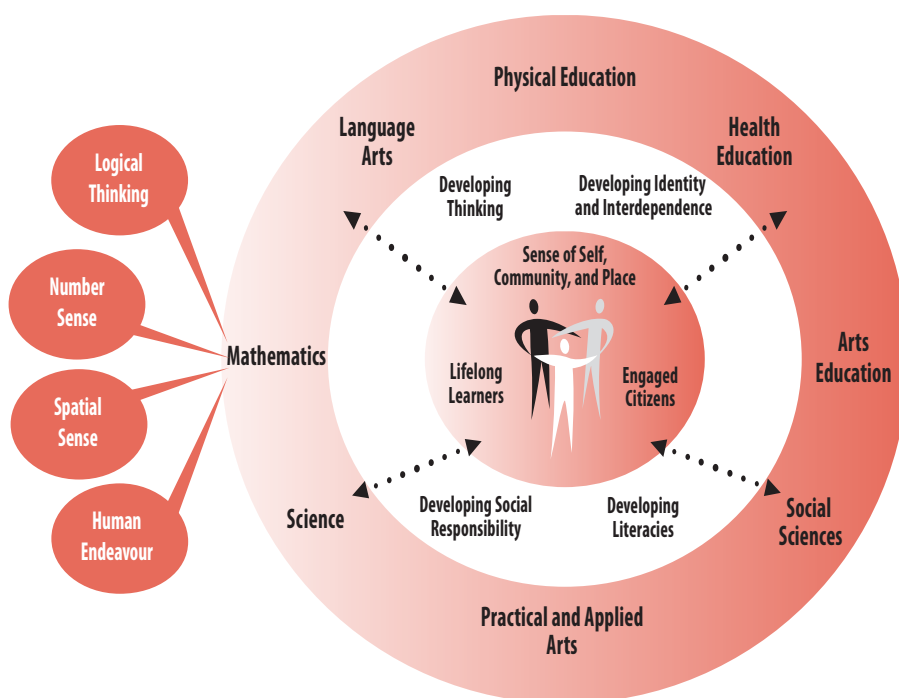 Physical Education
Language
Arts
Health
Education
Logical
Thinking
Developing
Thinking
Developing Identity
and Interdependence
Sense of Self,
Community, and Place
Number
Sense
Mathematics
Lifelong
Learners
Engaged
Citizens
Arts
Education
Spatial
Sense
Human
Endeavour
Science
Developing Social
Responsibility
Developing
Literacies
Social
Sciences
Practical and Applied
Arts